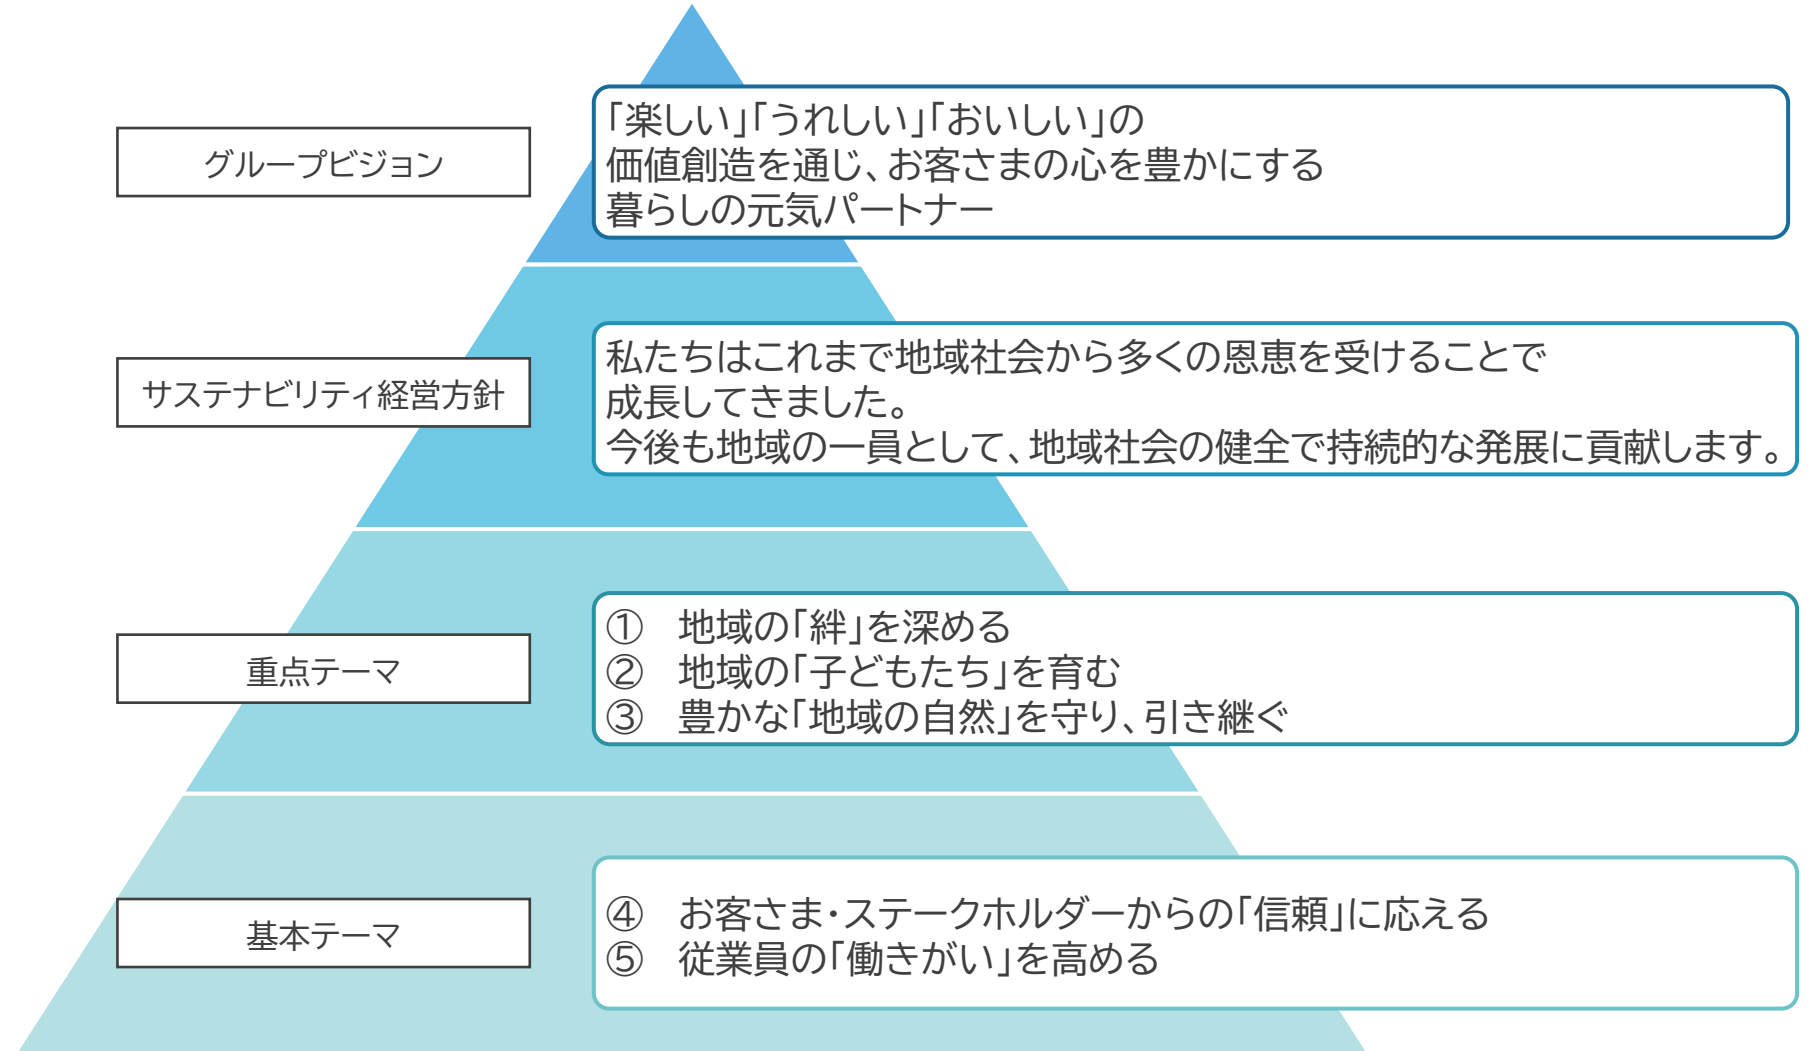 グループビジョン
「楽しい」「うれしい」「おいしい」の
価値創造を通じ、お客さまの心を豊かにする
暮らしの元気パートナー
サステナビリティ経営方針
私たちはこれまで地域社会から多くの恩恵を受けることで
成長してきました。
今後も地域の一員として、地域社会の健全で持続的な発展に貢献します。
重点テーマ
① 地域の「絆」を深める
② 地域の「子どもたち」を育む
③ 豊かな「地域の自然」を守り、引き継ぐ
基本テーマ
④ お客さま・ステークホルダーからの「信頼」に応える
⑤ 従業員の「働きがい」を高める